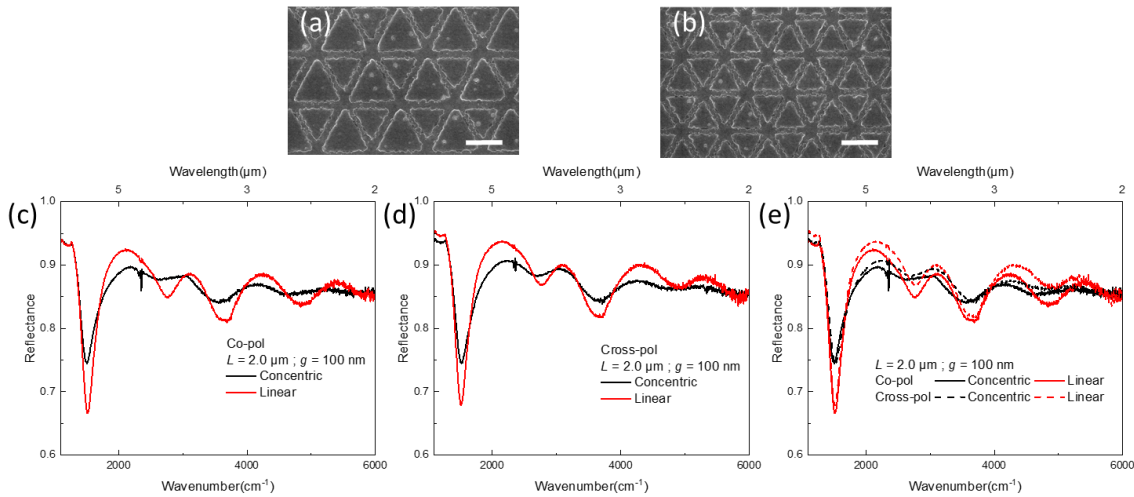 (a)
(b)
Wavelength(µm)
Wavelength(µm)
Wavelength(µm)
5
3
2
5
3
2
5
3
2
(c)
(d)
(e)
1.0
0.9
0.8
0.7
0.6
Reflectance
Co-pol
L = 2.0 µm ; g = 100 nm
Concentric
Linear
2000
4000
6000
Wavenumber(cm-1)
1.0
0.9
0.8
0.7
0.6
Reflectance
Cross-pol
L = 2.0 µm ; g = 100 nm
Concentric
Linear
2000
4000
6000
Wavenumber(cm-1)
1.0
0.9
0.8
0.7
0.6
Reflectance
L = 2.0 µm ; g = 100 nm
Co-pol Concentric Linear
Cross-pol Concentric Linear
2000
4000
6000
Wavenumber(cm-1)